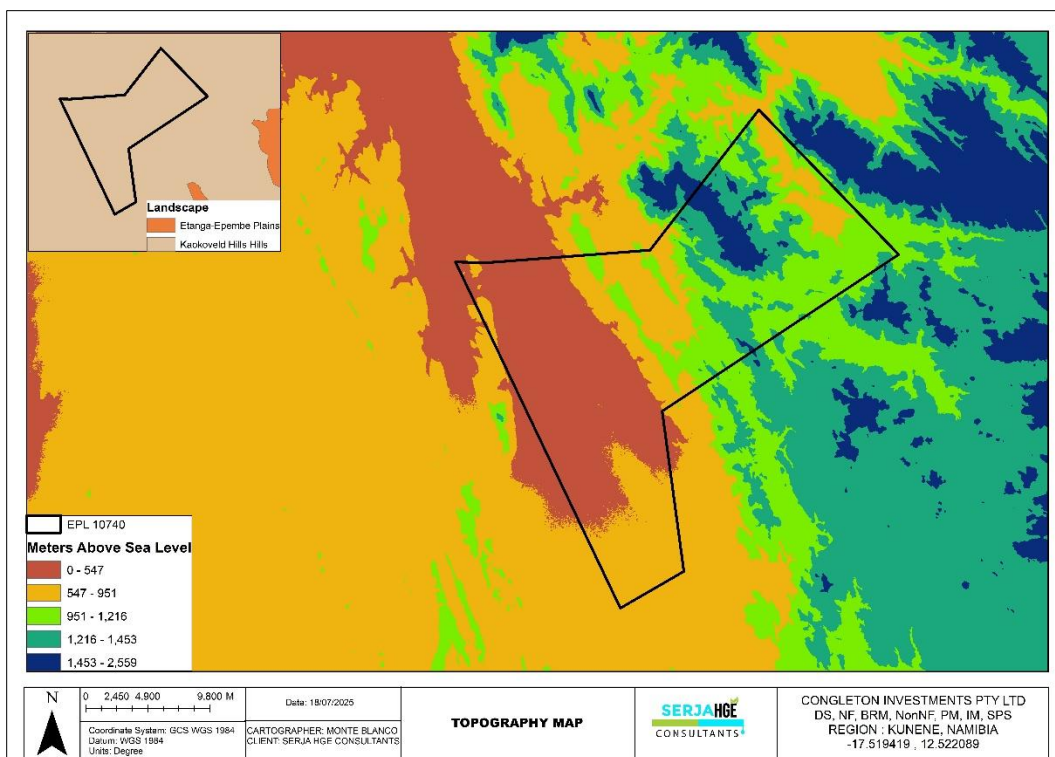 Landscape
Etanga-Epembe Plains
Kaokoveld Hills Hills
EPL 10740
Meters Above Sea Level
0 - 547
547 - 951
951 - 1,216
1,216 - 1,453
1,453 - 2,559
N
0 2,450 4,900 9,800 M
Coordinate System: GCS WGS 1984
Datum: WGS 1984
Units: Degree
Date: 18/07/2025
CARTOGRAPHER: MONTE BLANCO
CLIENT: SERJA HGE CONSULTANTS
TOPOGRAPHY MAP
SERJAHGE
CONSULTANTS
CONGLETON INVESTMENTS PTY LTD
DS, NF, BRM, NonNF, PM, IM, SPS
REGION : KUNENE, NAMIBIA
-17.519419 , 12.522089